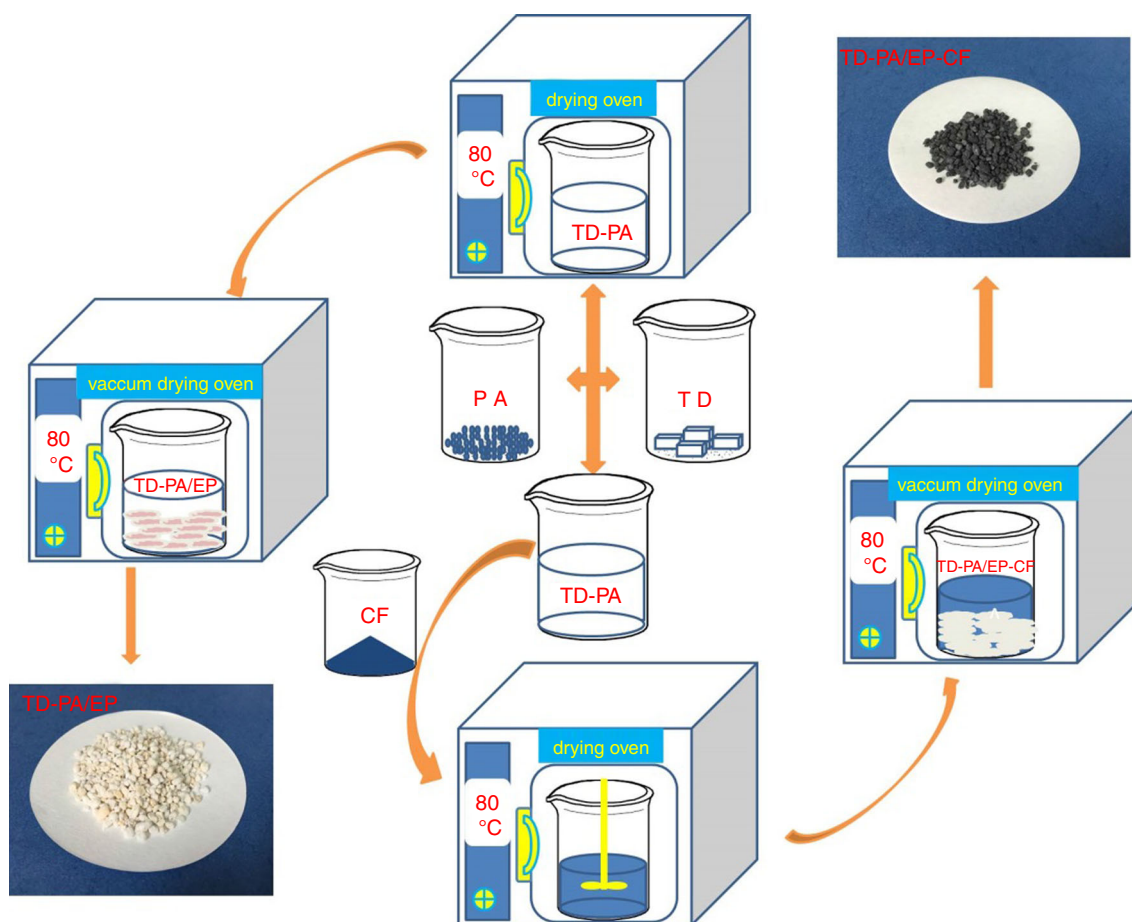 drying oven
80
°C
TD-PA
TD-PA/EP-CF
P A
T D
vaccum drying oven
80
°C
TD-PA/EP
vaccum drying oven
80
°C
TD-PA/EP-CF
TD-PA
CF
TD-PA/EP
drying oven
80
°C